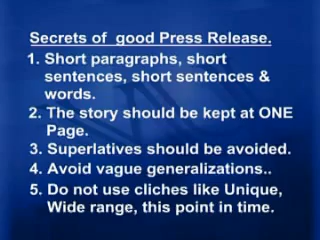 Secrets of  good Press Release.
1. Short paragraphs, short
sentences, short sentences &
words.
2. The story should be kept at ONE
Page.
3. Superlatives should be avoided.
4. Avoid vague generalizations..
5. Do not use cliches like Unique,
Wide range, this point in time.